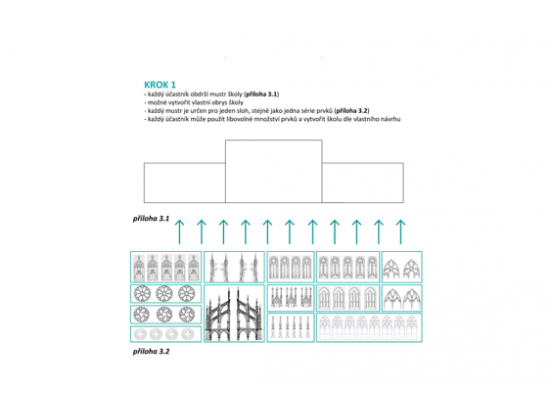 KROK 1
- každý účastník obdrží mustr školy (příloha 3.1)
- možné vytvořit vlastní obrys školy
- každý mustr je určen pro jeden sloh, stejně jako jedna série prvků (příloha 3.2)
- každý účastník může použít libovolné množství prvků a vytvořit školu dle vlastního návrhu
příloha 3.1
příloha 3.2